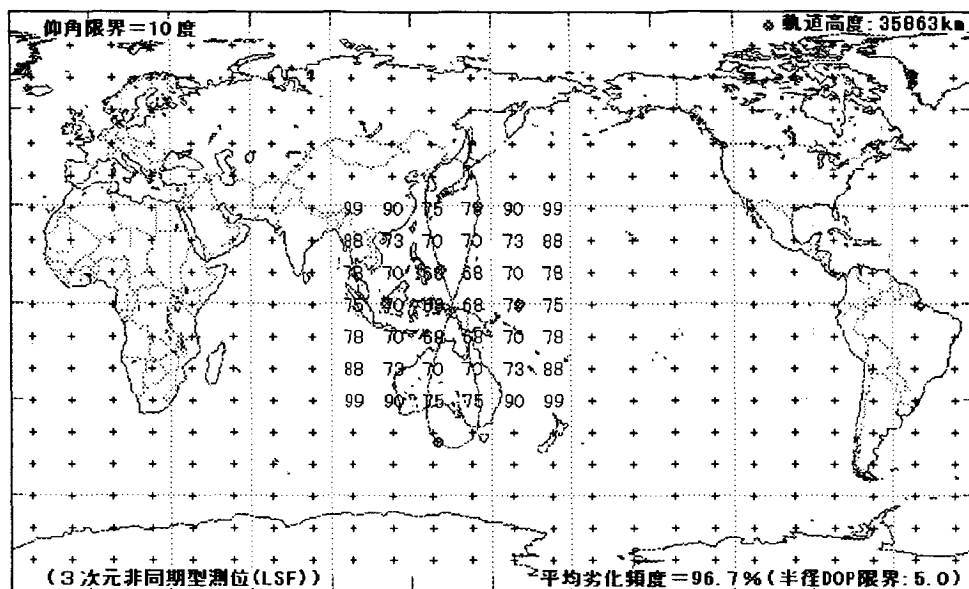 仰角限界=10度
軌道高度:35863km
99 90 75 78 90 99
88 73 70 70 73 88
78 70 68 68 70 78
75 70 68 68 70 75
78 70 68 68 70 78
88 73 70 70 73 88
99 90 75 75 90 99
(3次元非同期型測位(LSF))
平均劣化頻度=96.7%(半径DOP限界:5.0)